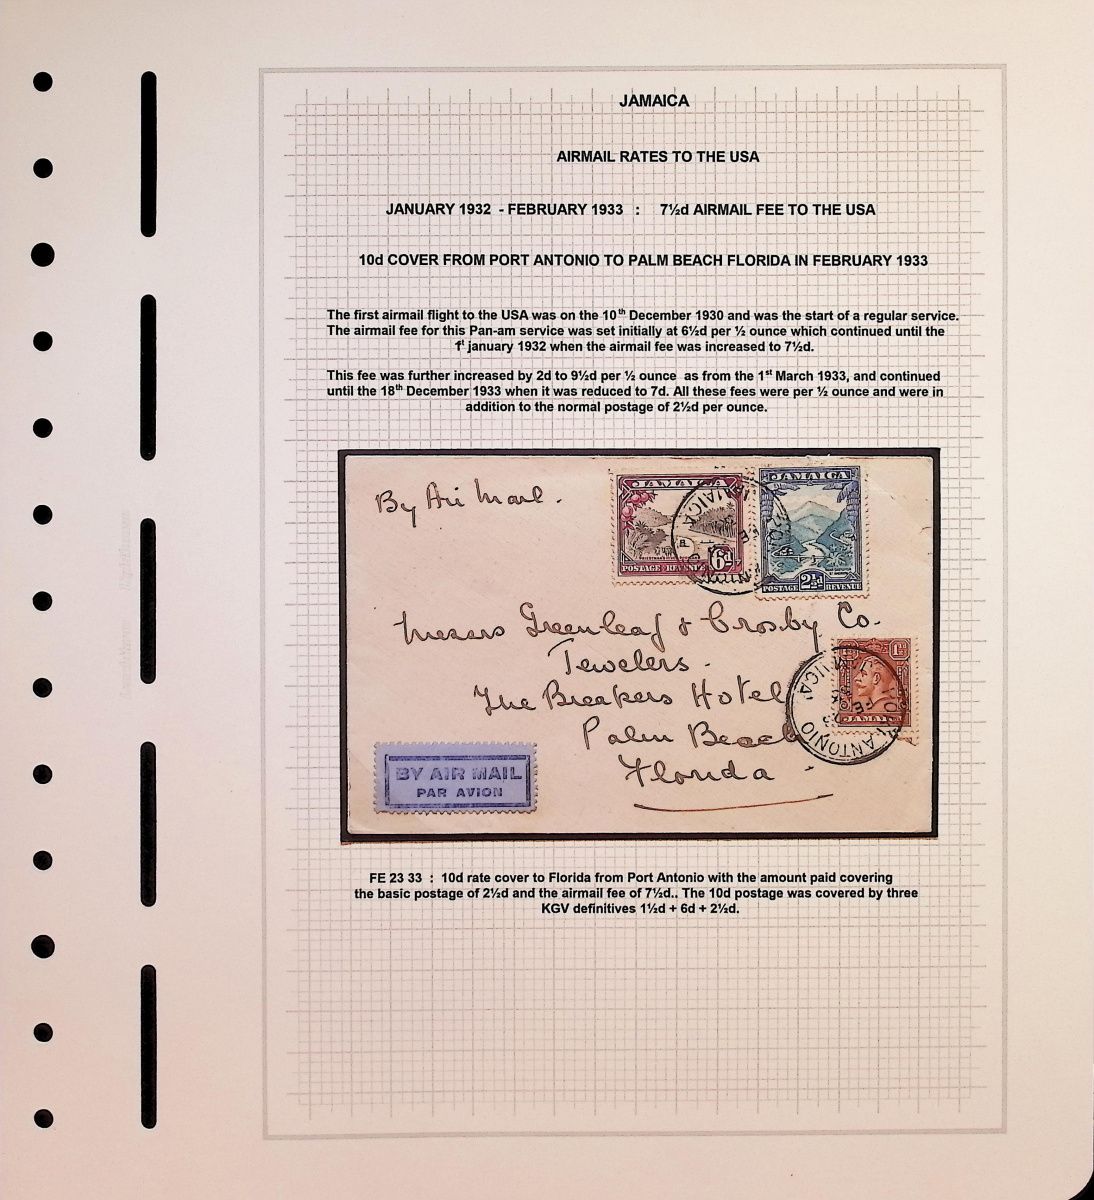 JAMAICA
AIRMAIL RATES TO THE USA
JANUARY 1932 - FEBRUARY 1933 : 7½d AIRMAIL FEE TO THE USA
10d COVER FROM PORT ANTONIO TO PALM BEACH FLORIDA IN FEBRUARY 1933
The first airmail flight to the USA was on the 10th December 1930 and was the start of a regular service.
The airmail fee for this Pan-am service was set initially at 6½d per ½ ounce which continued until the
1t january 1932 when the airmail fee was increased to 7½d.
This fee was further increased by 2d to 9½d per ½ ounce as from the 1st March 1933, and continued
until the 18th December 1933 when it was reduced to 7d. All these fees were per ½ ounce and were in
addition to the normal postage of 2½d per ounce.
By Air Mail.
JAMAICA
6d
POSTAGE & REVENUE
JAMAICA
2½d
POSTAGE REVENUE
JAMAICA
Messrs Greenleaf & Crosby Co.
Jewelers.
The Breakers Hotel
Palm Beach
Florida
1½d
JAMAICA
PORT ANTONIO
JAMAICA
BY AIR MAIL
PAR AVION
FE 23 33 : 10d rate cover to Florida from Port Antonio with the amount paid covering
the basic postage of 2½d and the airmail fee of 7½d.. The 10d postage was covered by three
KGV definitives 1½d + 6d + 2½d.